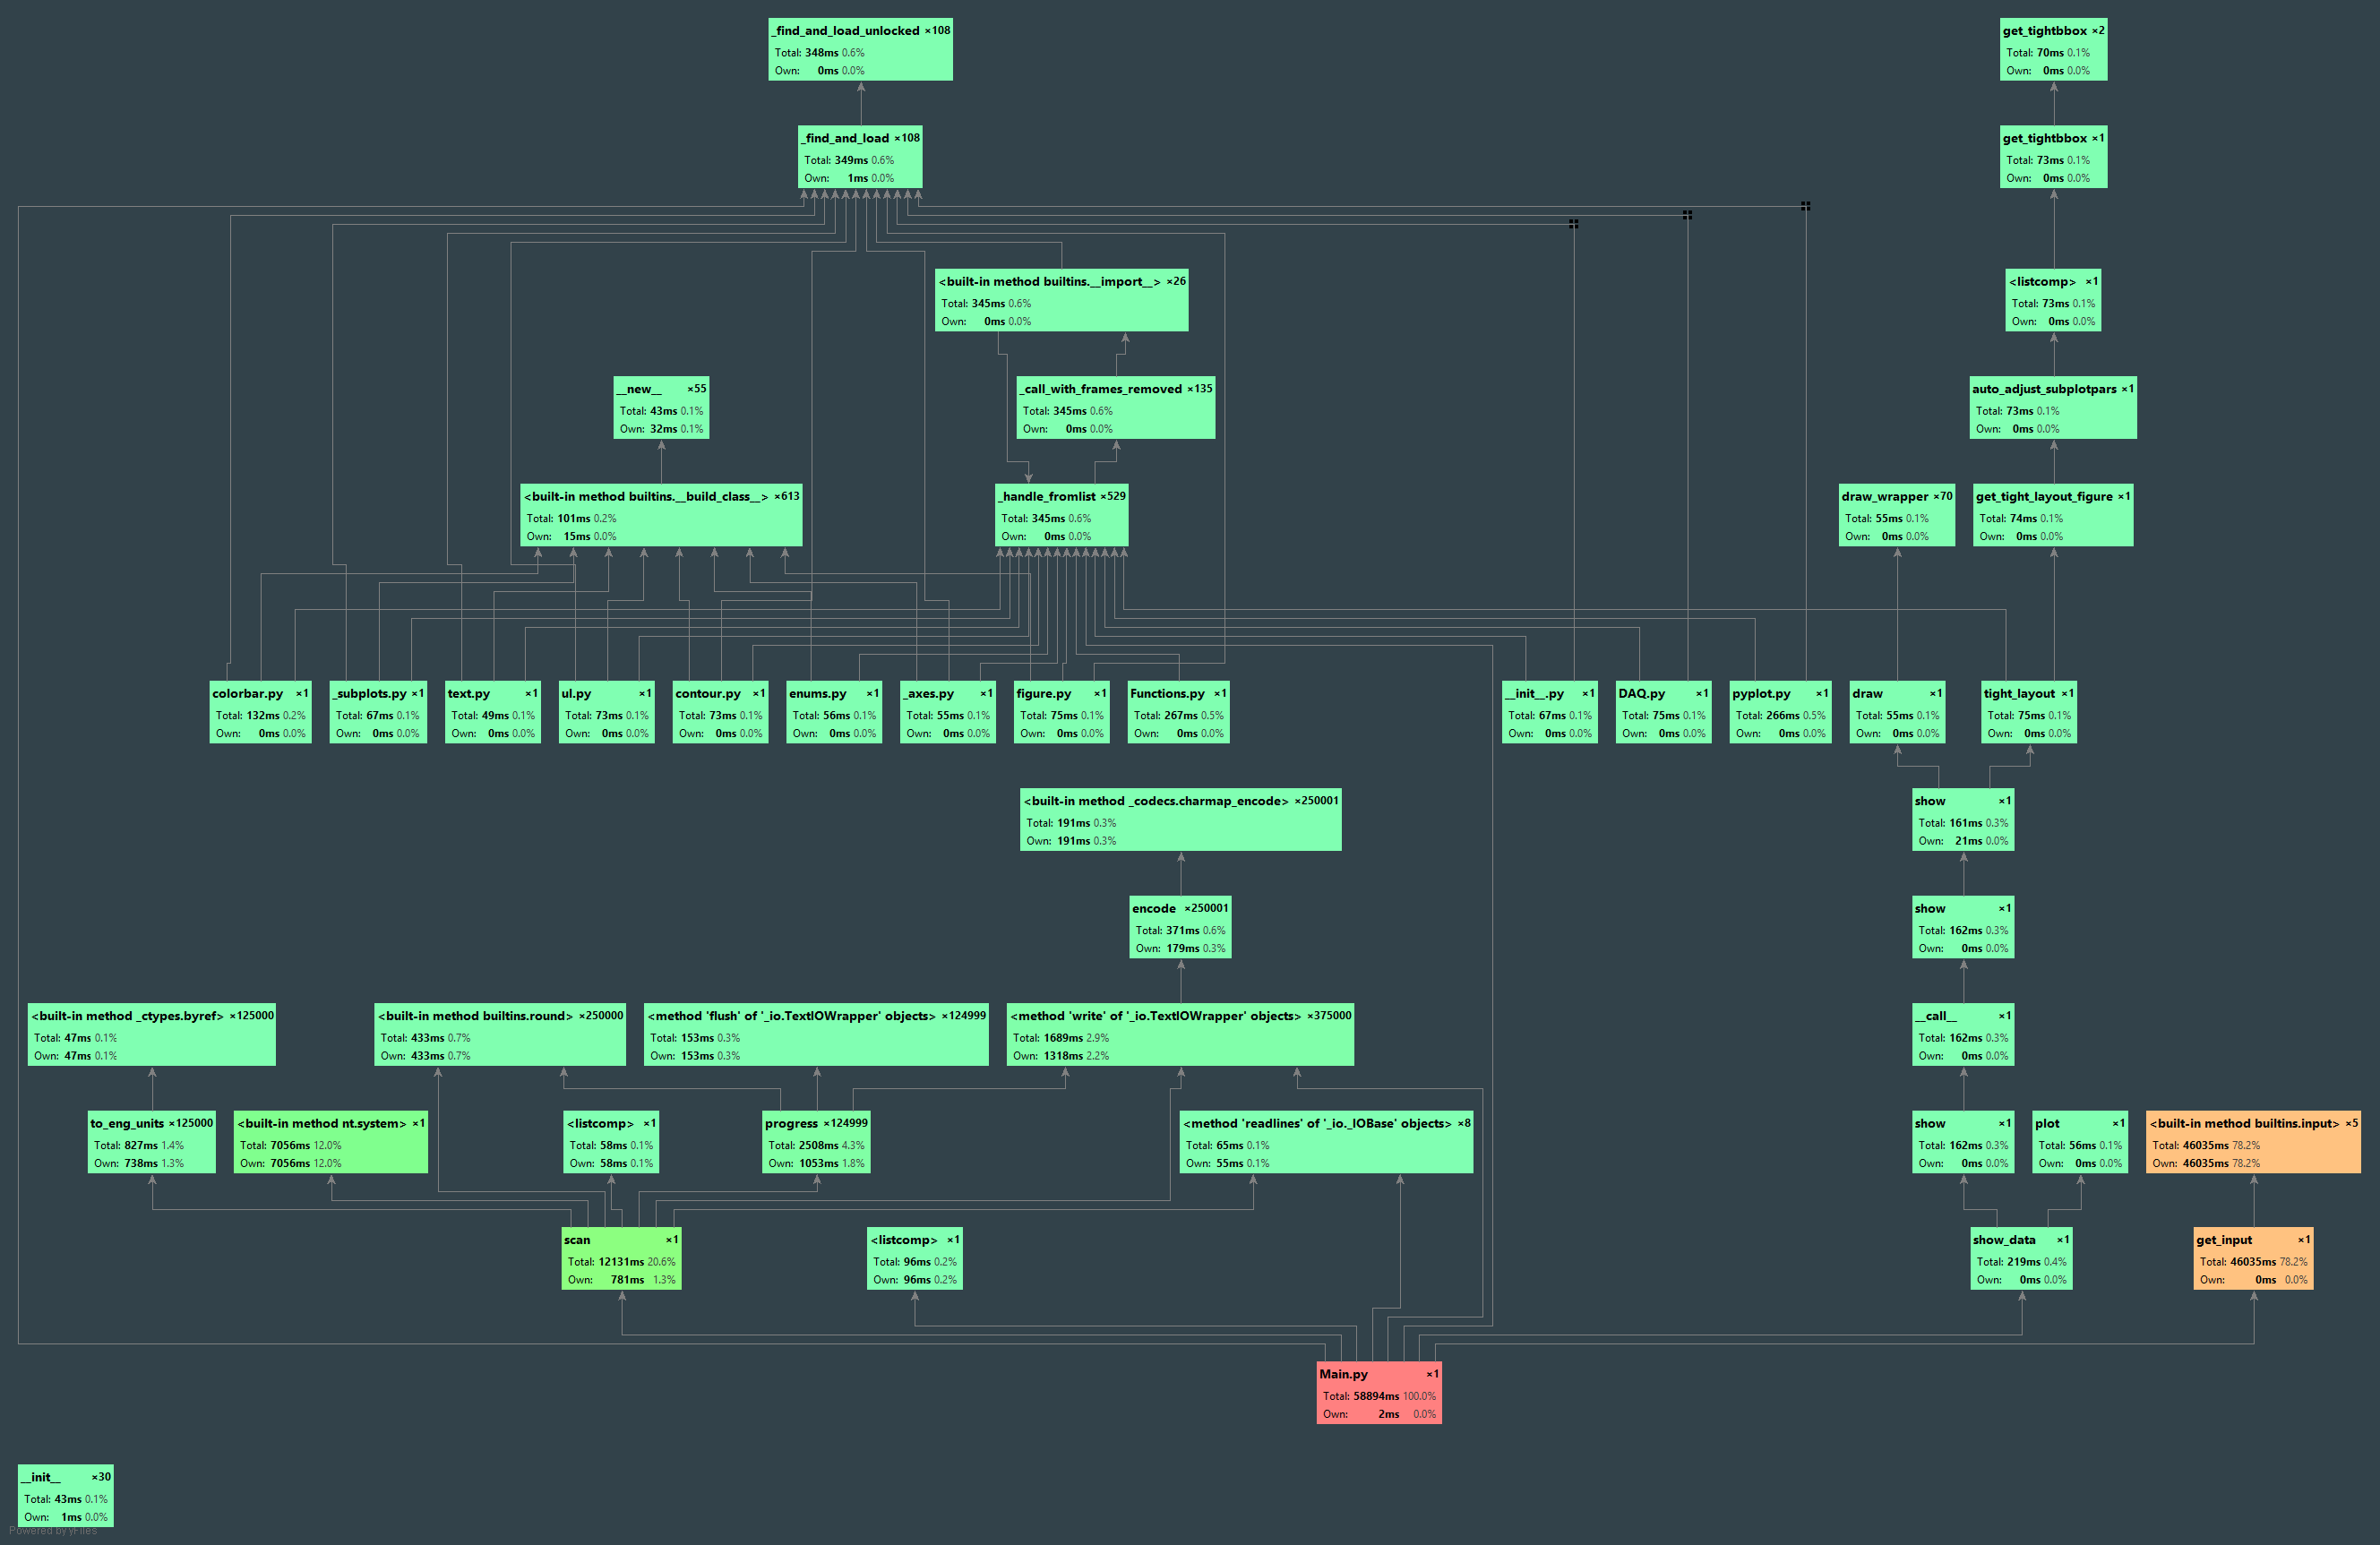 _find_and_load_unlocked ×108
Total: 348ms 0.6%
Own: 0ms 0.0%
get_tightbbox ×2
Total: 70ms 0.1%
Own: 0ms 0.0%
_find_and_load ×108
Total: 349ms 0.6%
Own: 1ms 0.0%
get_tightbbox ×1
Total: 73ms 0.1%
Own: 0ms 0.0%
<built-in method builtins.__import__> ×26
Total: 345ms 0.6%
Own: 0ms 0.0%
<listcomp> ×1
Total: 73ms 0.1%
Own: 0ms 0.0%
__new__ ×55
Total: 43ms 0.1%
Own: 32ms 0.1%
_call_with_frames_removed ×135
Total: 345ms 0.6%
Own: 0ms 0.0%
auto_adjust_subplotpars ×1
Total: 73ms 0.1%
Own: 0ms 0.0%
<built-in method builtins.__build_class__> ×613
Total: 101ms 0.2%
Own: 15ms 0.0%
_handle_fromlist ×529
Total: 345ms 0.6%
Own: 0ms 0.0%
draw_wrapper ×70
Total: 55ms 0.1%
Own: 0ms 0.0%
get_tight_layout_figure ×1
Total: 74ms 0.1%
Own: 0ms 0.0%
colorbar.py ×1
Total: 132ms 0.2%
Own: 0ms 0.0%
_subplots.py ×1
Total: 67ms 0.1%
Own: 0ms 0.0%
text.py ×1
Total: 49ms 0.1%
Own: 0ms 0.0%
ul.py ×1
Total: 73ms 0.1%
Own: 0ms 0.0%
contour.py ×1
Total: 73ms 0.1%
Own: 0ms 0.0%
enums.py ×1
Total: 56ms 0.1%
Own: 0ms 0.0%
_axes.py ×1
Total: 55ms 0.1%
Own: 0ms 0.0%
figure.py ×1
Total: 75ms 0.1%
Own: 0ms 0.0%
Functions.py ×1
Total: 267ms 0.5%
Own: 0ms 0.0%
__init__.py ×1
Total: 67ms 0.1%
Own: 0ms 0.0%
DAQ.py ×1
Total: 75ms 0.1%
Own: 0ms 0.0%
pyplot.py ×1
Total: 266ms 0.5%
Own: 0ms 0.0%
draw ×1
Total: 55ms 0.1%
Own: 0ms 0.0%
tight_layout ×1
Total: 75ms 0.1%
Own: 0ms 0.0%
<built-in method _codecs.charmap_encode> ×250001
Total: 191ms 0.3%
Own: 191ms 0.3%
show ×1
Total: 161ms 0.3%
Own: 21ms 0.0%
encode ×250001
Total: 371ms 0.6%
Own: 179ms 0.3%
show ×1
Total: 162ms 0.3%
Own: 0ms 0.0%
<built-in method _ctypes.byref> ×125000
Total: 47ms 0.1%
Own: 47ms 0.1%
<built-in method builtins.round> ×250000
Total: 433ms 0.7%
Own: 433ms 0.7%
<method 'flush' of '_io.TextIOWrapper' objects> ×124999
Total: 153ms 0.3%
Own: 153ms 0.3%
<method 'write' of '_io.TextIOWrapper' objects> ×375000
Total: 1689ms 2.9%
Own: 1318ms 2.2%
__call__ ×1
Total: 162ms 0.3%
Own: 0ms 0.0%
to_eng_units ×125000
Total: 827ms 1.4%
Own: 738ms 1.3%
<built-in method nt.system> ×1
Total: 7056ms 12.0%
Own: 7056ms 12.0%
<listcomp> ×1
Total: 58ms 0.1%
Own: 58ms 0.1%
progress ×124999
Total: 2508ms 4.3%
Own: 1053ms 1.8%
<method 'readlines' of '_io._IOBase' objects> ×8
Total: 65ms 0.1%
Own: 55ms 0.1%
show ×1
Total: 162ms 0.3%
Own: 0ms 0.0%
plot ×1
Total: 56ms 0.1%
Own: 0ms 0.0%
<built-in method builtins.input> ×5
Total: 46035ms 78.2%
Own: 46035ms 78.2%
scan ×1
Total: 12131ms 20.6%
Own: 781ms 1.3%
<listcomp> ×1
Total: 96ms 0.2%
Own: 96ms 0.2%
show_data ×1
Total: 219ms 0.4%
Own: 0ms 0.0%
get_input ×1
Total: 46035ms 78.2%
Own: 0ms 0.0%
Main.py ×1
Total: 58894ms 100.0%
Own: 2ms 0.0%
__init__ ×30
Total: 43ms 0.1%
Own: 1ms 0.0%
Powered by yFiles